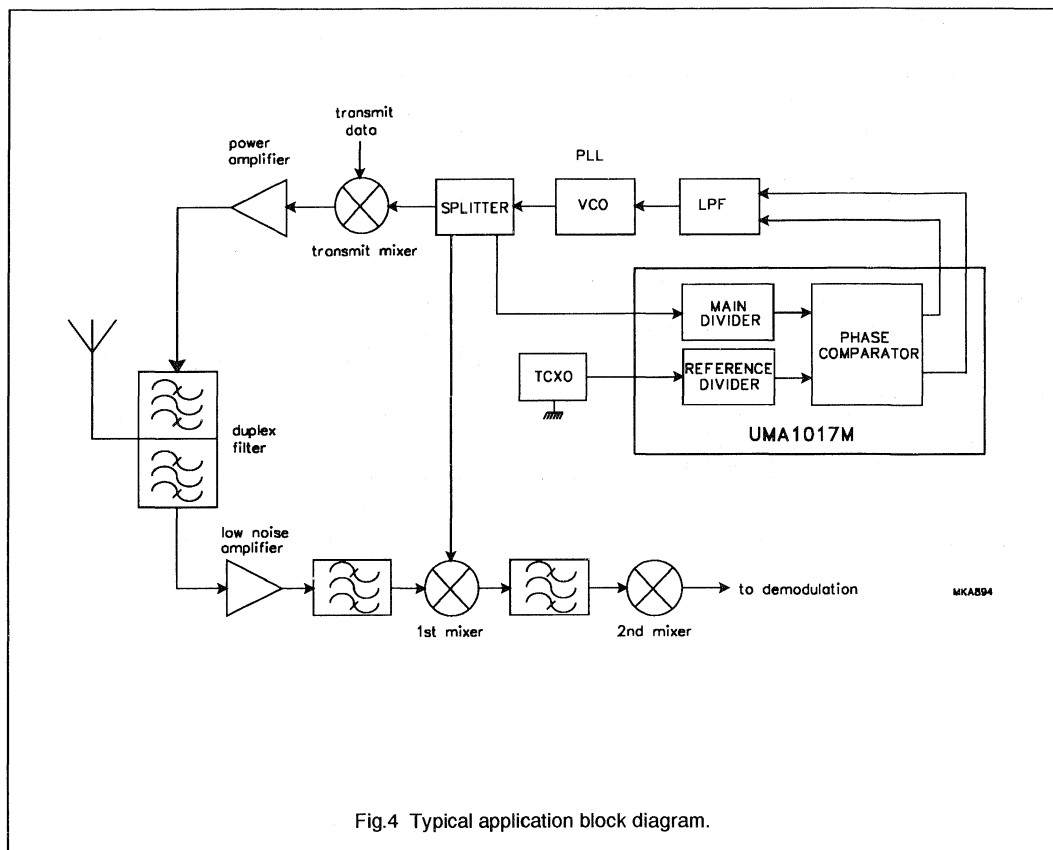 transmit
data
power
amplifier
PLL
SPLITTER
VCO
LPF
transmit mixer
MAIN
DIVIDER
PHASE
COMPARATOR
TCXO
REFERENCE
DIVIDER
UMA1017M
duplex
filter
low noise
amplifier
to demodulation
MKA894
1st mixer
2nd mixer
Fig.4 Typical application block diagram.